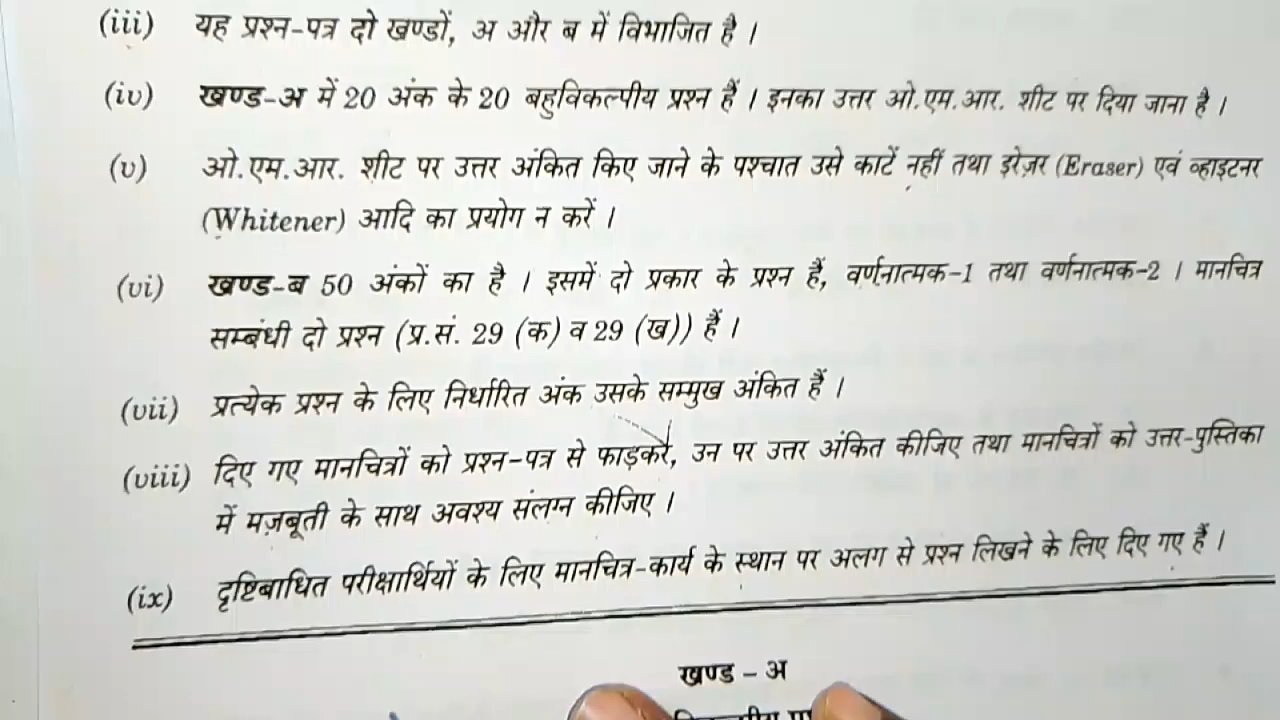 (iii) यह प्रश्न-पत्र दो खण्डों, अ और ब में विभाजित है ।
(iv) खण्ड-अ में 20 अंक के 20 बहुविकल्पीय प्रश्न हैं । इनका उत्तर ओ.एम.आर. शीट पर दिया जाना है ।
(v) ओ.एम.आर. शीट पर उत्तर अंकित किए जाने के पश्चात उसे काटें नहीं तथा इरेज़र (Eraser) एवं व्हाइटनर
(Whitener) आदि का प्रयोग न करें ।
(vi) खण्ड-ब 50 अंकों का है । इसमें दो प्रकार के प्रश्न हैं, वर्णनात्मक-1 तथा वर्णनात्मक-2 । मानचित्र
सम्बंधी दो प्रश्न (प्र.सं. 29 (क) व 29 (ख)) हैं ।
(vii) प्रत्येक प्रश्न के लिए निर्धारित अंक उसके सम्मुख अंकित हैं ।
(viii) दिए गए मानचित्रों को प्रश्न-पत्र से फाड़कर, उन पर उत्तर अंकित कीजिए तथा मानचित्रों को उत्तर-पुस्तिका
में मज़बूती के साथ अवश्य संलग्न कीजिए ।
(ix) दृष्टिबाधित परीक्षार्थियों के लिए मानचित्र-कार्य के स्थान पर अलग से प्रश्न लिखने के लिए दिए गए हैं ।
खण्ड – अ